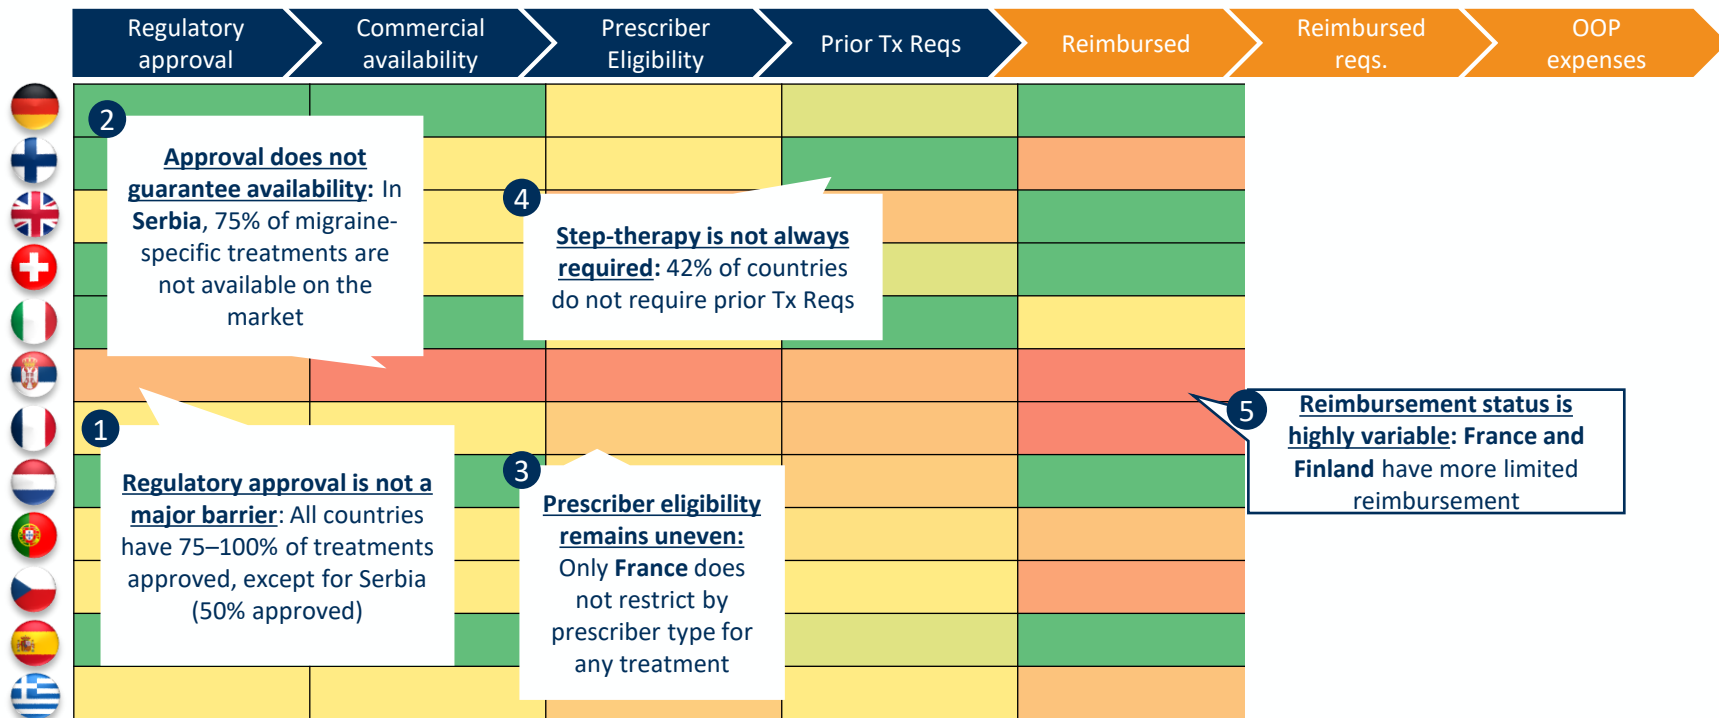 Regulatory
approval
Commercial
availability
Prescriber
Eligibility
Prior Tx Reqs
Reimbursed
Reimbursed
reqs.
OOP
expenses
2
Approval does not
guarantee availability: In
Serbia, 75% of migraine-
specific treatments are
not available on the
market
4
Step-therapy is not always
required: 42% of countries
do not require prior Tx Reqs
1
Regulatory approval is not a
major barrier: All countries
have 75–100% of treatments
approved, except for Serbia
(50% approved)
3
Prescriber eligibility
remains uneven:
Only France does
not restrict by
prescriber type for
any treatment
5
Reimbursement status is
highly variable: France and
Finland have more limited
reimbursement